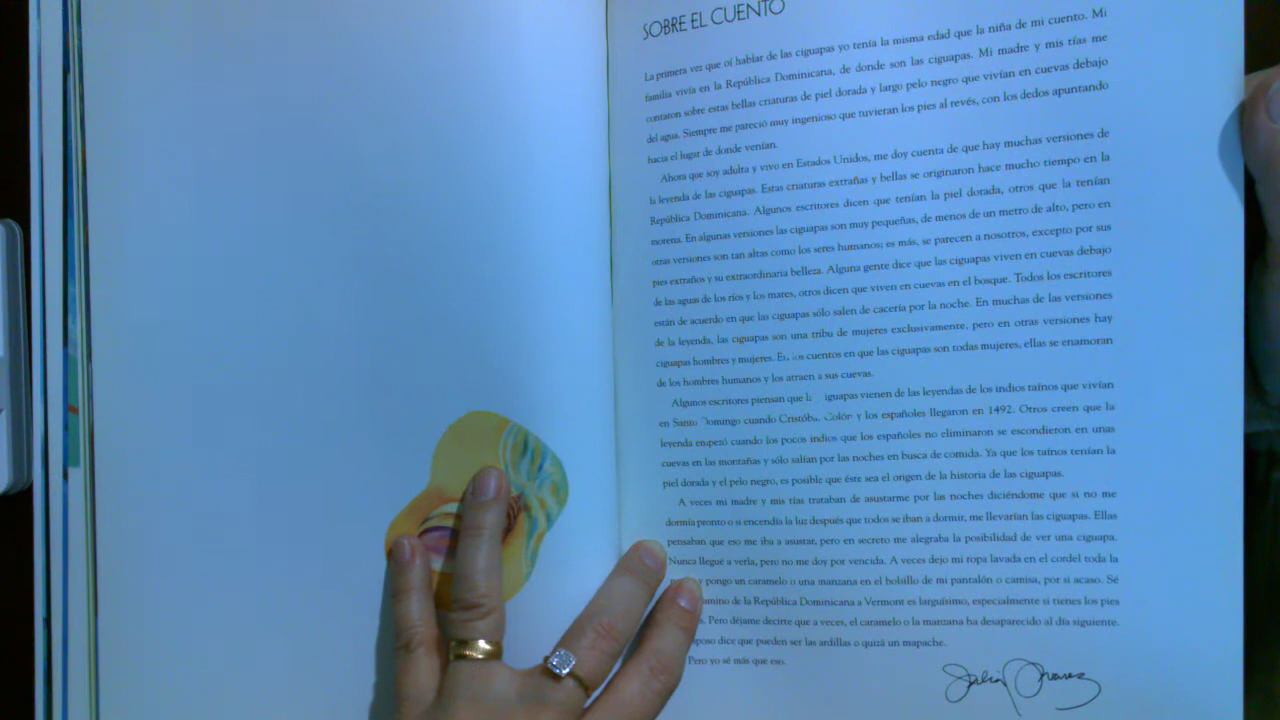 SOBRE EL CUENTO
La primera vez que oí hablar de las ciguapas yo tenía la misma edad que la niña de mi cuento. Mi
familia vivía en la República Dominicana, de donde son las ciguapas. Mi madre y mis tías me
contaron sobre estas bellas criaturas de piel dorada y largo pelo negro que vivían en cuevas debajo
del agua. Siempre me pareció muy ingenioso que tuvieran los pies al revés, con los dedos apuntando
hacia el lugar de donde venían.
Ahora que soy adulta y vivo en Estados Unidos, me doy cuenta de que hay muchas versiones de
la leyenda de las ciguapas. Estas criaturas extrañas y bellas se originaron hace mucho tiempo en la
República Dominicana. Algunos escritores dicen que tenían la piel dorada, otros que la tenían
morena. En algunas versiones las ciguapas son muy pequeñas, de menos de un metro de alto, pero en
otras versiones son tan altas como los seres humanos; es más, se parecen a nosotros, excepto por sus
pies extraños y su extraordinaria belleza. Alguna gente dice que las ciguapas viven en cuevas debajo
de las aguas de los ríos y los mares, otros dicen que viven en cuevas en el bosque. Todos los escritores
están de acuerdo en que las ciguapas sólo salen de cacería por la noche. En muchas de las versiones
de la leyenda, las ciguapas son una tribu de mujeres exclusivamente, pero en otras versiones hay
ciguapas hombres y mujeres. En los cuentos en que las ciguapas son todas mujeres, ellas se enamoran
de los hombres humanos y los atraen a sus cuevas.
Algunos escritores piensan que la iguapas vienen de las leyendas de los indios taínos que vivían
en Santo Domingo cuando Cristóbal Colón y los españoles llegaron en 1492. Otros creen que la
leyenda empezó cuando los pocos indios que los españoles no eliminaron se escondieron en unas
cuevas en las montañas y sólo salían por las noches en busca de comida. Ya que los taínos tenían la
piel dorada y el pelo negro, es posible que éste sea el origen de la historia de las ciguapas.
A veces mi madre y mis tías trataban de asustarme por las noches diciéndome que si no me
dormía pronto o si encendía la luz después que todos se iban a dormir, me llevarían las ciguapas. Ellas
pensaban que eso me iba a asustar, pero en secreto me alegraba la posibilidad de ver una ciguapa.
Nunca llegué a verla, pero no me doy por vencida. A veces dejo mi ropa lavada en el cordel toda la
y pongo un caramelo o una manzana en el bolsillo de mi pantalón o camisa, por si acaso. Sé
amino de la República Dominicana a Vermont es larguísimo, especialmente si tienes los pies
s. Pero déjame decirte que a veces, el caramelo o la manzana ha desaparecido al día siguiente.
sposo dice que pueden ser las ardillas o quizá un mapache.
Pero yo sé más que eso.
Julia Alvarez